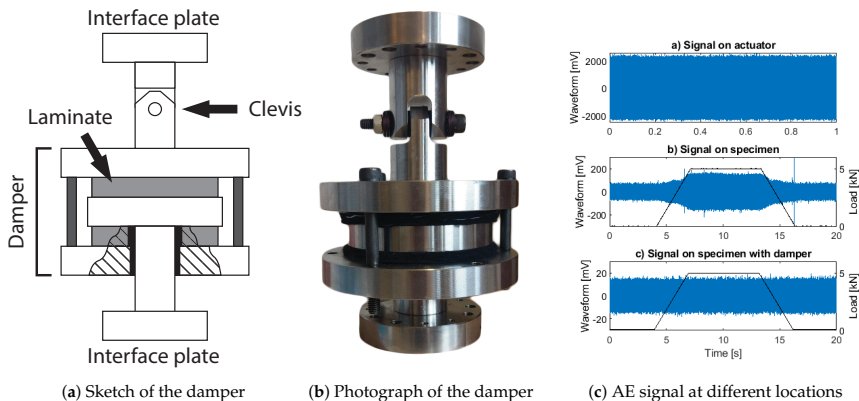 Interface plate
Clevis
Laminate
Damper
Interface plate
(a) Sketch of the damper
(b) Photograph of the damper
a) Signal on actuator
Waveform [mV]
2000
0
-2000
0 0.2 0.4 0.6 0.8 1
b) Signal on specimen
Waveform [mV]
200
0
-200
5
0
Load [kN]
0 5 10 15 20
c) Signal on specimen with damper
Waveform [mV]
20
0
-20
5
0
Load [kN]
0 5 10 15 20
Time [s]
(c) AE signal at different locations